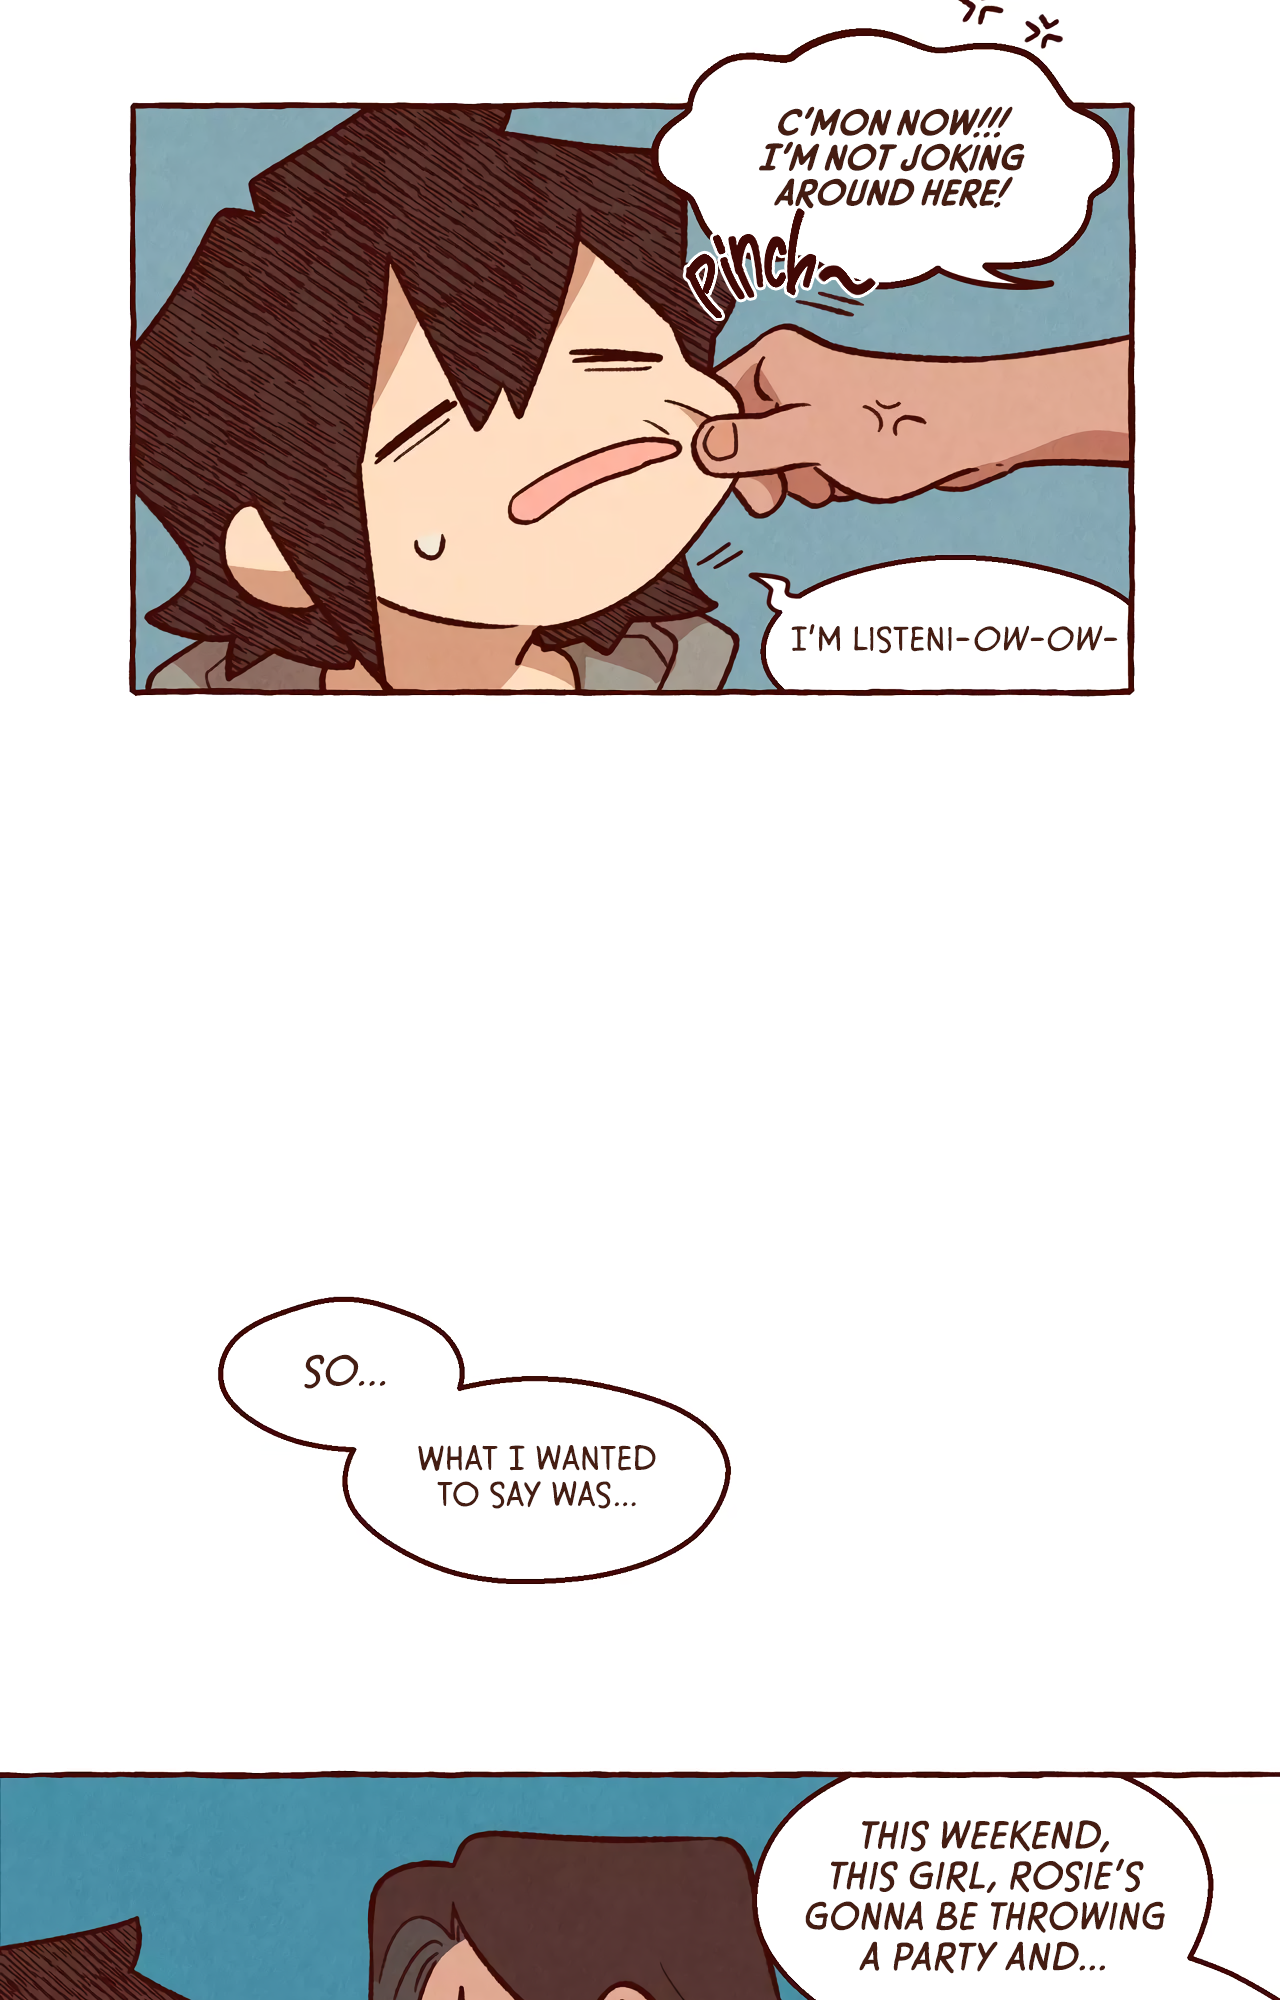 C'MON NOW!!!
I'M NOT JOKING
AROUND HERE!
Pinch~
I'M LISTENI-OW-OW-
SO...
WHAT I WANTED
TO SAY WAS...
THIS WEEKEND,
THIS GIRL, ROSIE'S
GONNA BE THROWING
A PARTY AND...